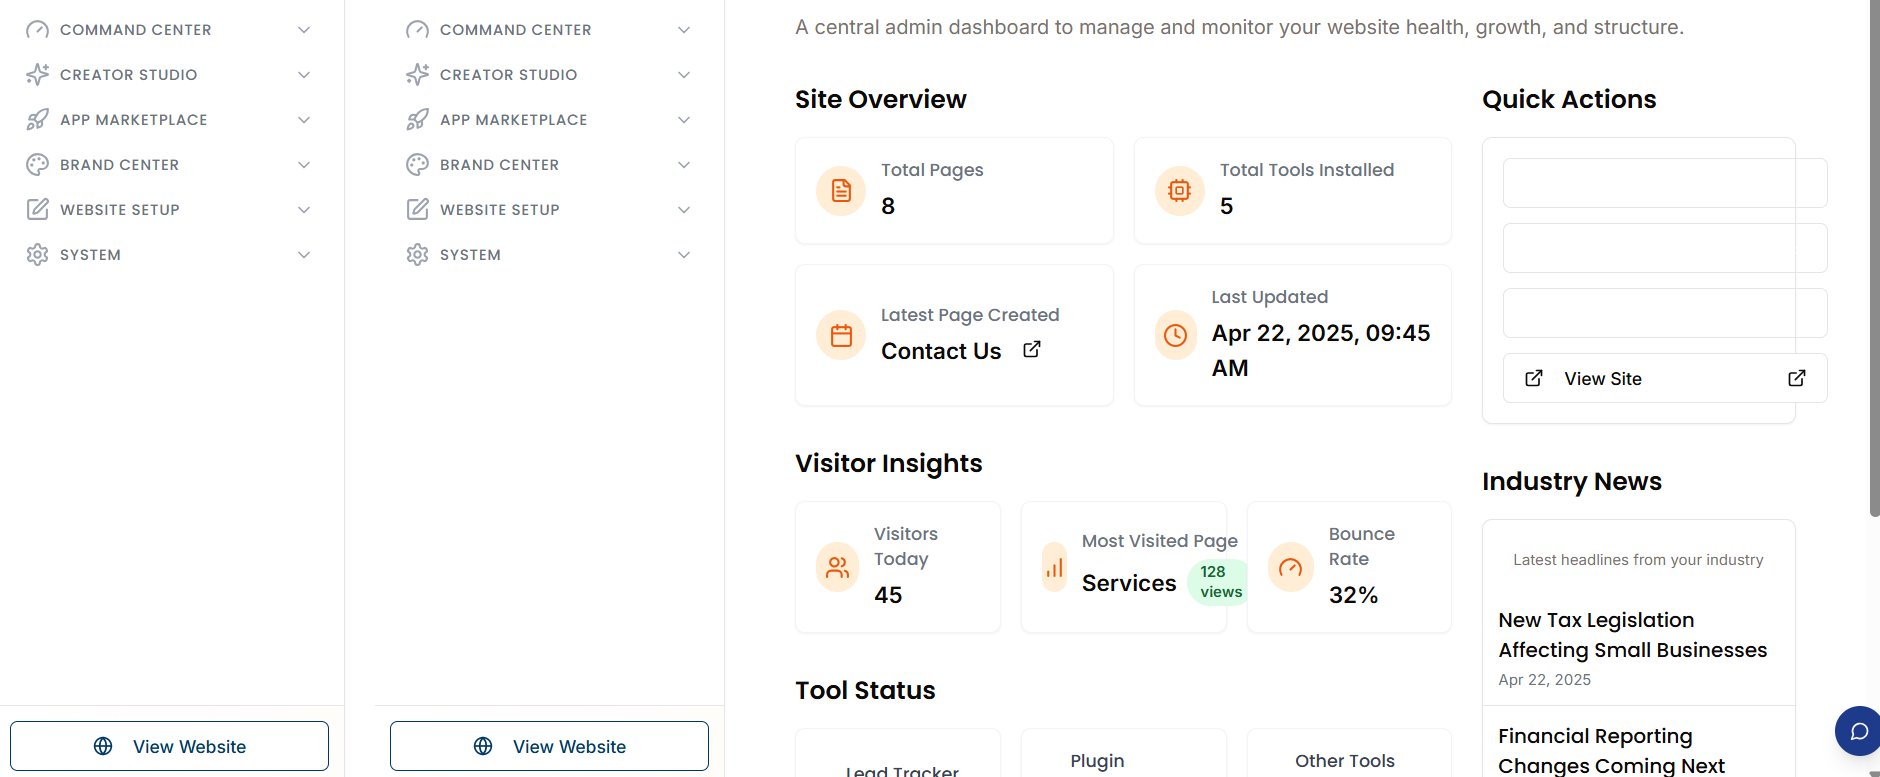 COMMAND CENTER
CREATOR STUDIO
APP MARKETPLACE
BRAND CENTER
WEBSITE SETUP
SYSTEM
View Website
COMMAND CENTER
CREATOR STUDIO
APP MARKETPLACE
BRAND CENTER
WEBSITE SETUP
SYSTEM
View Website
A central admin dashboard to manage and monitor your website health, growth, and structure.
Site Overview
Total Pages
8
Total Tools Installed
5
Latest Page Created
Contact Us
Last Updated
Apr 22, 2025, 09:45
AM
Visitor Insights
Visitors
Today
45
Most Visited Page
Services
128
views
Bounce
Rate
32%
Tool Status
Lead Tracker
Plugin
Other Tools
Quick Actions
View Site
Industry News
Latest headlines from your industry
New Tax Legislation
Affecting Small Businesses
Apr 22, 2025
Financial Reporting
Changes Coming Next